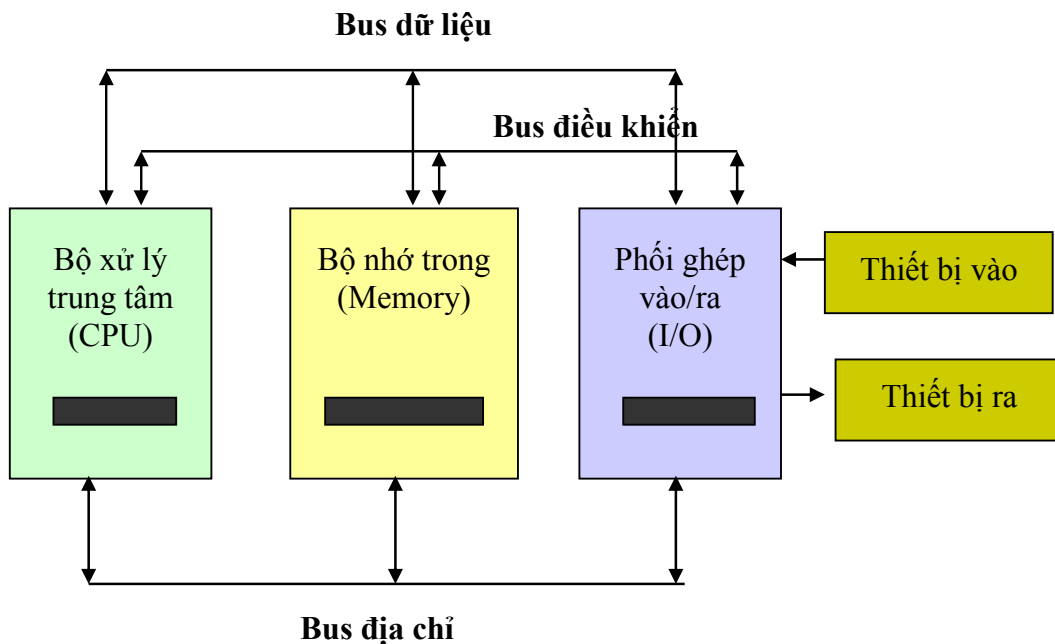 Bus dữ liệu
Bus điều khiển
Bộ xử lý
trung tâm
(CPU)
Bộ nhớ trong
(Memory)
Phối ghép
vào/ra
(I/O)
Thiết bị vào
Thiết bị ra
Bus địa chỉ